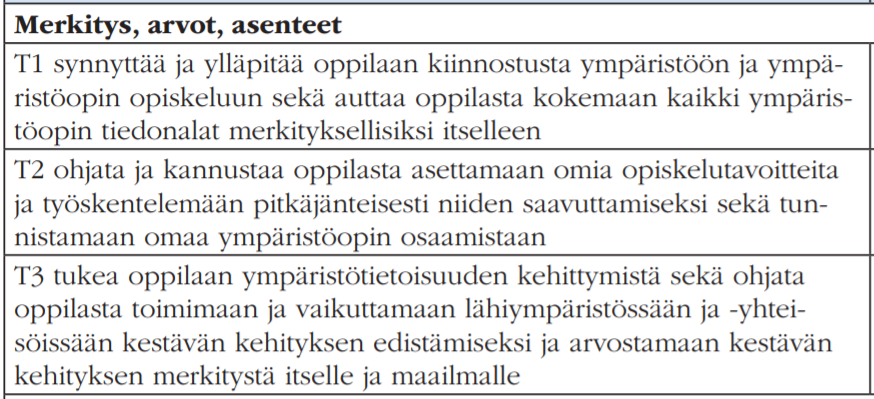 Merkitys, arvot, asenteet
T1 synnyttää ja ylläpitää oppilaan kiinnostusta ympäristöön ja ympä-
ristöopin opiskeluun sekä auttaa oppilasta kokemaan kaikki ympäris-
töopin tiedonalat merkityksellisiksi itselleen
T2 ohjata ja kannustaa oppilasta asettamaan omia opiskelutavoitteita
ja työskentelemään pitkäjänteisesti niiden saavuttamiseksi sekä tun-
nistamaan omaa ympäristöopin osaamistaan
T3 tukea oppilaan ympäristötietoisuuden kehittymistä sekä ohjata
oppilasta toimimaan ja vaikuttamaan lähiympäristössään ja -yhtei-
söissään kestävän kehityksen edistämiseksi ja arvostamaan kestävän
kehityksen merkitystä itselle ja maailmalle